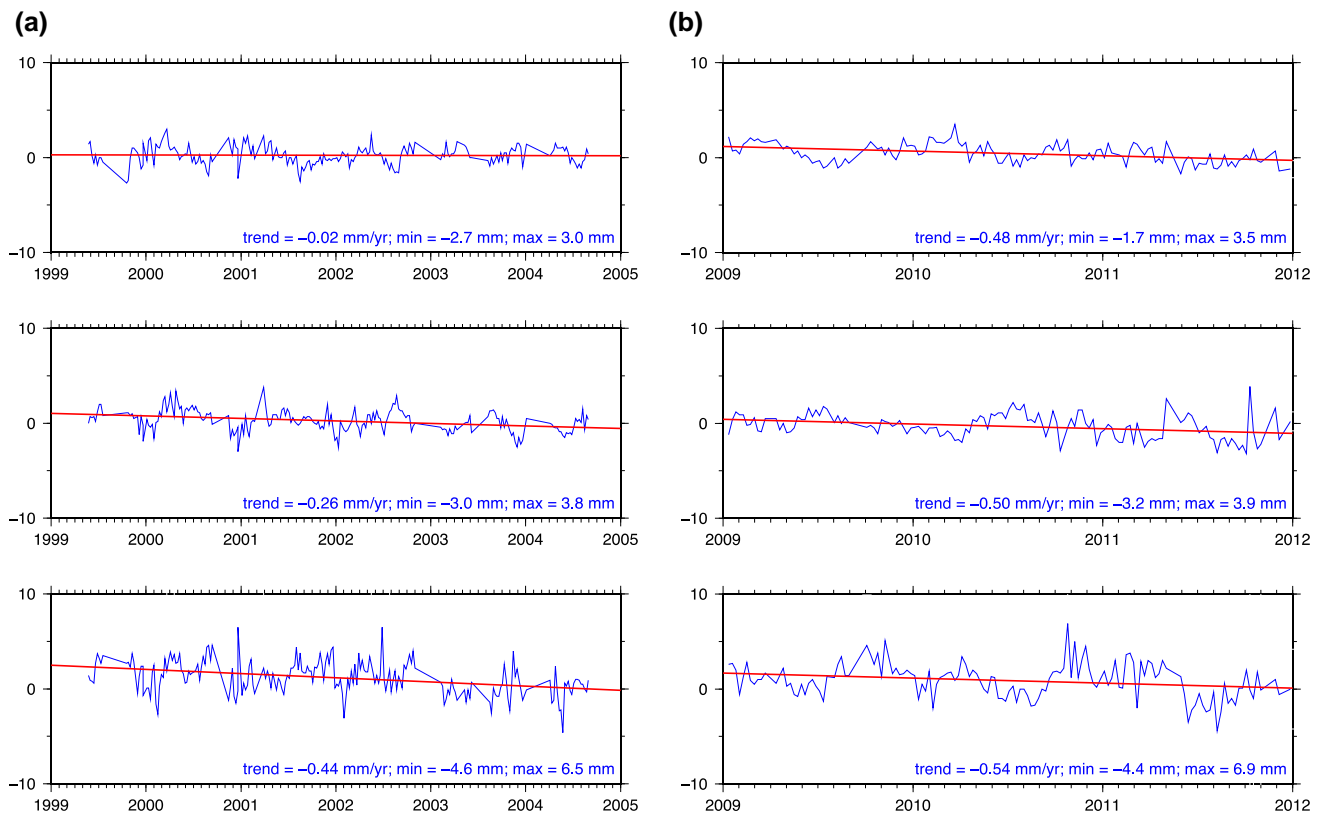 (a)
10
0
−10
trend = −0.02 mm/yr; min = −2.7 mm; max = 3.0 mm
1999 2000 2001 2002 2003 2004 2005
10
0
−10
trend = −0.26 mm/yr; min = −3.0 mm; max = 3.8 mm
1999 2000 2001 2002 2003 2004 2005
10
0
−10
trend = −0.44 mm/yr; min = −4.6 mm; max = 6.5 mm
1999 2000 2001 2002 2003 2004 2005
(b)
10
0
−10
trend = −0.48 mm/yr; min = −1.7 mm; max = 3.5 mm
2009 2010 2011 2012
10
0
−10
trend = −0.50 mm/yr; min = −3.2 mm; max = 3.9 mm
2009 2010 2011 2012
10
0
−10
trend = −0.54 mm/yr; min = −4.4 mm; max = 6.9 mm
2009 2010 2011 2012